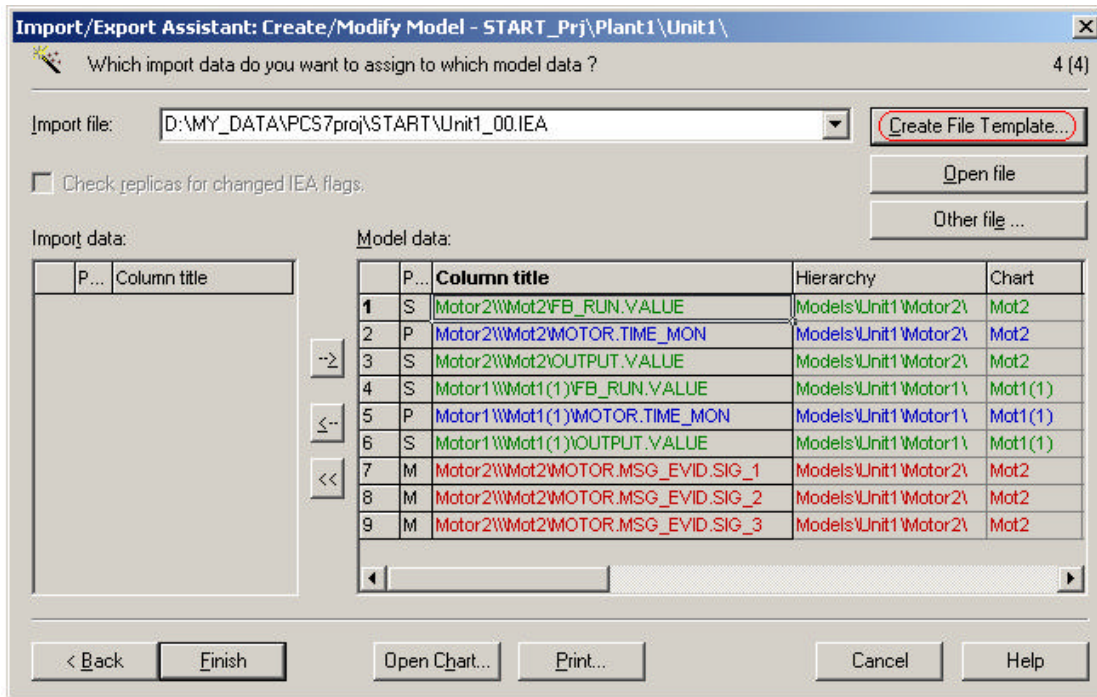 Import/Export Assistant: Create/Modify Model - START_Prj\Plant1\Unit1\
Which import data do you want to assign to which model data ? 4 (4)
Import file: D:\MY_DATA\PCS7proj\START\Unit1_00.IEA Create File Template...
Check replicas for changed IEA flags. Open file
Other file ...
Import data: Model data:
P... Column title
P... Column title Hierarchy Chart
1 S Motor2\\\Mot2\FB_RUN.VALUE Models\Unit1\Motor2\ Mot2
2 P Motor2\\\Mot2\MOTOR.TIME_MON Models\Unit1\Motor2\ Mot2
3 S Motor2\\\Mot2\OUTPUT.VALUE Models\Unit1\Motor2\ Mot2
4 S Motor1\\\Mot1(1)\FB_RUN.VALUE Models\Unit1\Motor1\ Mot1(1)
5 P Motor1\\\Mot1(1)\MOTOR.TIME_MON Models\Unit1\Motor1\ Mot1(1)
6 S Motor1\\\Mot1(1)\OUTPUT.VALUE Models\Unit1\Motor1\ Mot1(1)
7 M Motor2\\\Mot2\MOTOR.MSG_EVID.SIG_1 Models\Unit1\Motor2\ Mot2
8 M Motor2\\\Mot2\MOTOR.MSG_EVID.SIG_2 Models\Unit1\Motor2\ Mot2
9 M Motor2\\\Mot2\MOTOR.MSG_EVID.SIG_3 Models\Unit1\Motor2\ Mot2
-->
<--
<<
< Back Finish Open Chart... Print... Cancel Help